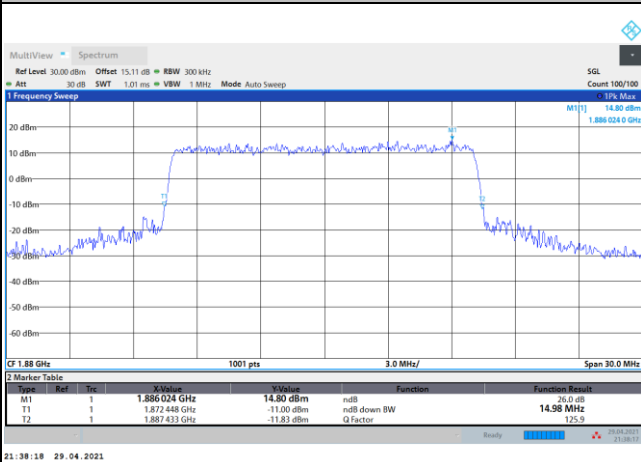 MultiView Spectrum
Ref Level 30.00 dBm Offset 15.11 dB RBW 300 kHz SGL
Att 30 dB SWT 1.01 ms VBW 1 MHz Mode Auto Sweep Count 100/100
1 Frequency Sweep 1Pk Max
M1[1] 14.80 dBm
1.886 024 0 GHz
M1
20 dBm
10 dBm
0 dBm
T1
T2
-10 dBm
-20 dBm
-30 dBm
-40 dBm
-50 dBm
-60 dBm
CF 1.88 GHz 1001 pts 3.0 MHz/ Span 30.0 MHz
2 Marker Table
Type Ref Trc X-Value Y-Value Function Function Result
M1 1 1.886 024 GHz 14.80 dBm ndB 26.0 dB
T1 1 1.872 448 GHz -11.00 dBm ndB down BW 14.98 MHz
T2 1 1.887 433 GHz -11.83 dBm Q Factor 125.9
Ready 29.04.2021
21:38:17
21:38:18 29.04.2021